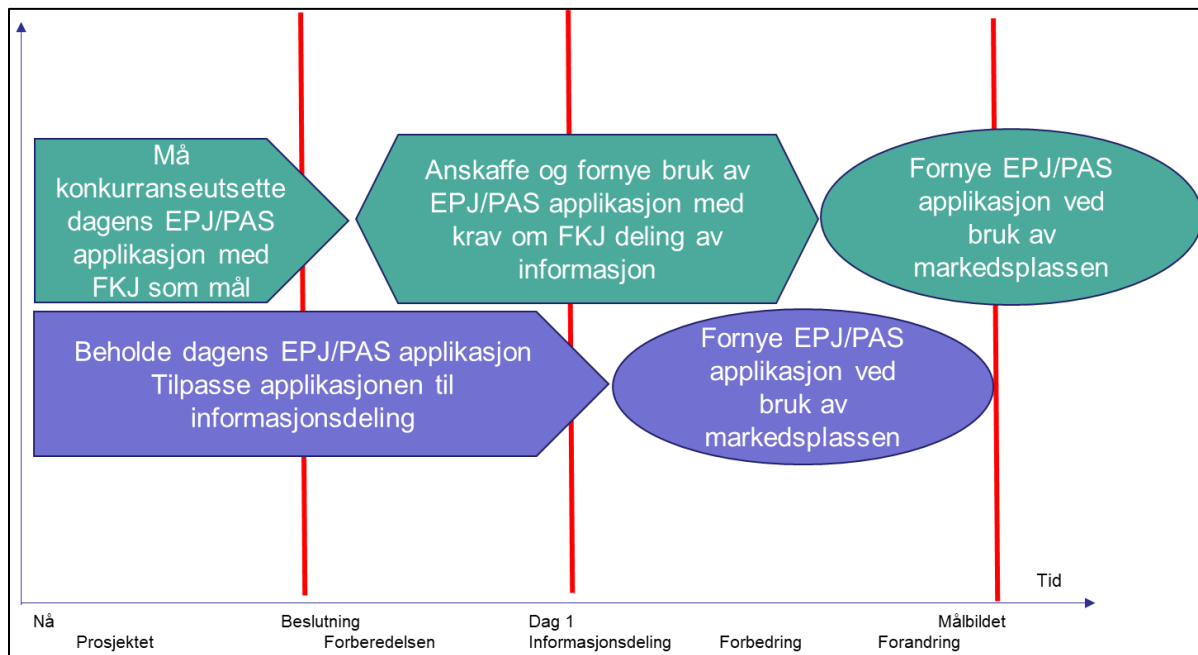 Må
konkurranseutsette
dagens EPJ/PAS
applikasjon med
FKJ som mål
Anskaffe og fornye bruk av
EPJ/PAS applikasjon med
krav om FKJ deling av
informasjon
Fornye EPJ/PAS
applikasjon ved
bruk av
markedsplassen
Beholde dagens EPJ/PAS applikasjon
Tilpasse applikasjonen til
informasjonsdeling
Fornye EPJ/PAS
applikasjon ved
bruk av
markedsplassen
Tid
Nå Beslutning Dag 1 Målbildet
Prosjektet Forberedelsen Informasjonsdeling Forbedring Forandring